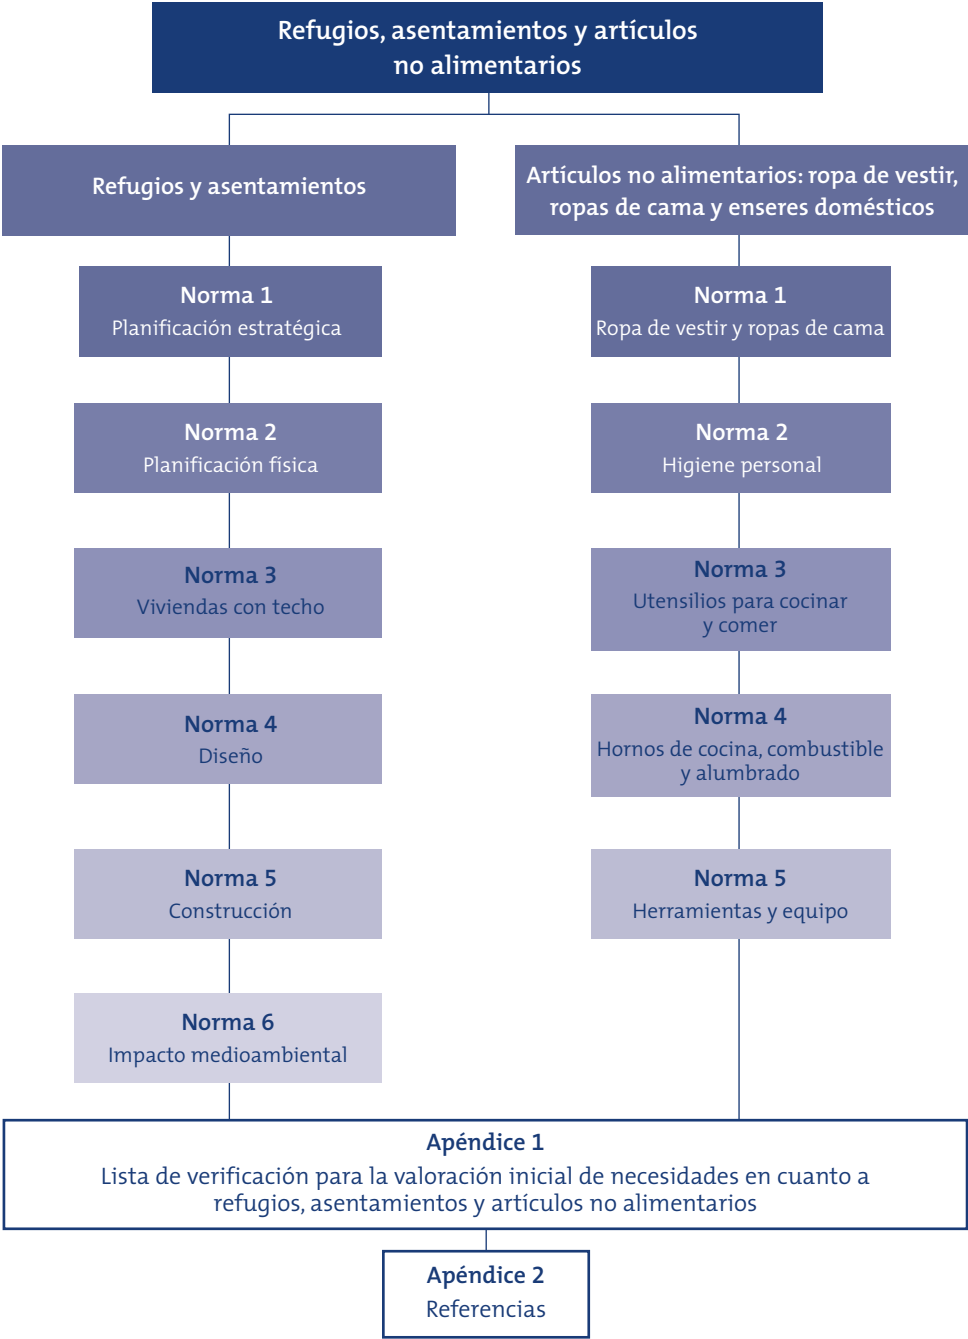 Refugios, asentamientos y artículos
no alimentarios
Refugios y asentamientos
Artículos no alimentarios: ropa de vestir,
ropas de cama y enseres domésticos
Norma 1
Planificación estratégica
Norma 2
Planificación física
Norma 3
Viviendas con techo
Norma 4
Diseño
Norma 5
Construcción
Norma 6
Impacto medioambiental
Norma 1
Ropa de vestir y ropas de cama
Norma 2
Higiene personal
Norma 3
Utensilios para cocinar
y comer
Norma 4
Hornos de cocina, combustible
y alumbrado
Norma 5
Herramientas y equipo
Apéndice 1
Lista de verificación para la valoración inicial de necesidades en cuanto a
refugios, asentamientos y artículos no alimentarios
Apéndice 2
Referencias